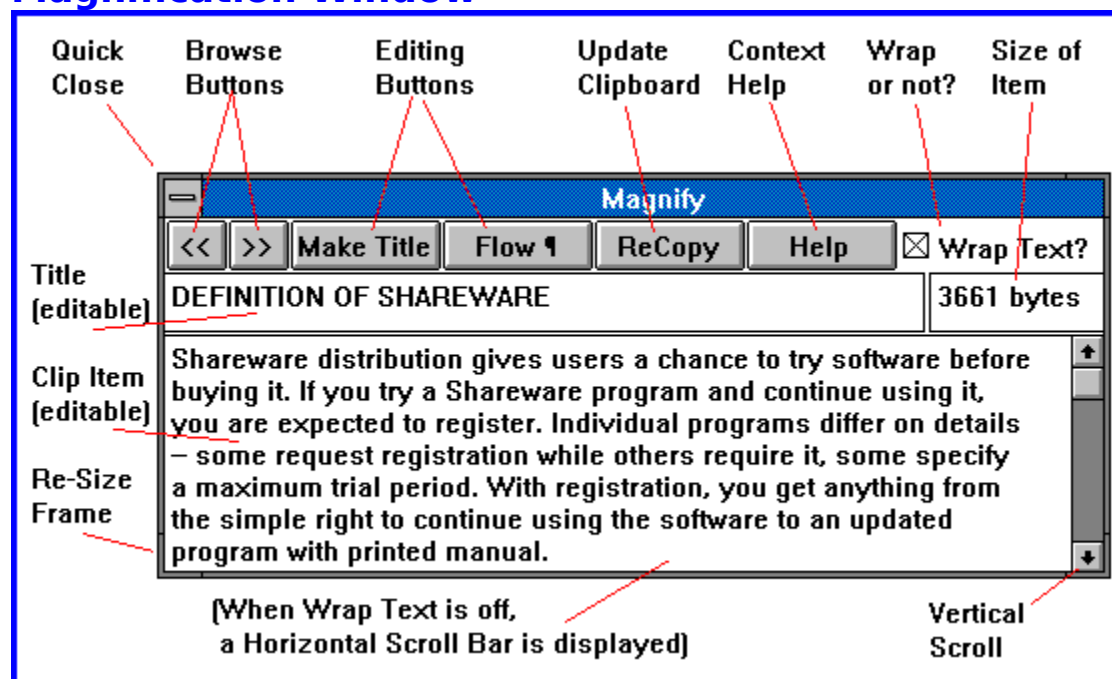 Magnification Window
Quick Close
Browse Buttons
Editing Buttons
Update Clipboard
Context Help
Wrap or not?
Size of Item
Magnify
<< >> Make Title Flow ¶ ReCopy Help Wrap Text?
Title (editable)
DEFINITION OF SHAREWARE
3661 bytes
Clip Item (editable)
Shareware distribution gives users a chance to try software before
buying it. If you try a Shareware program and continue using it,
you are expected to register. Individual programs differ on details
– some request registration while others require it, some specify
a maximum trial period. With registration, you get anything from
the simple right to continue using the software to an updated
program with printed manual.
Re-Size Frame
(When Wrap Text is off,
a Horizontal Scroll Bar is displayed)
Vertical Scroll